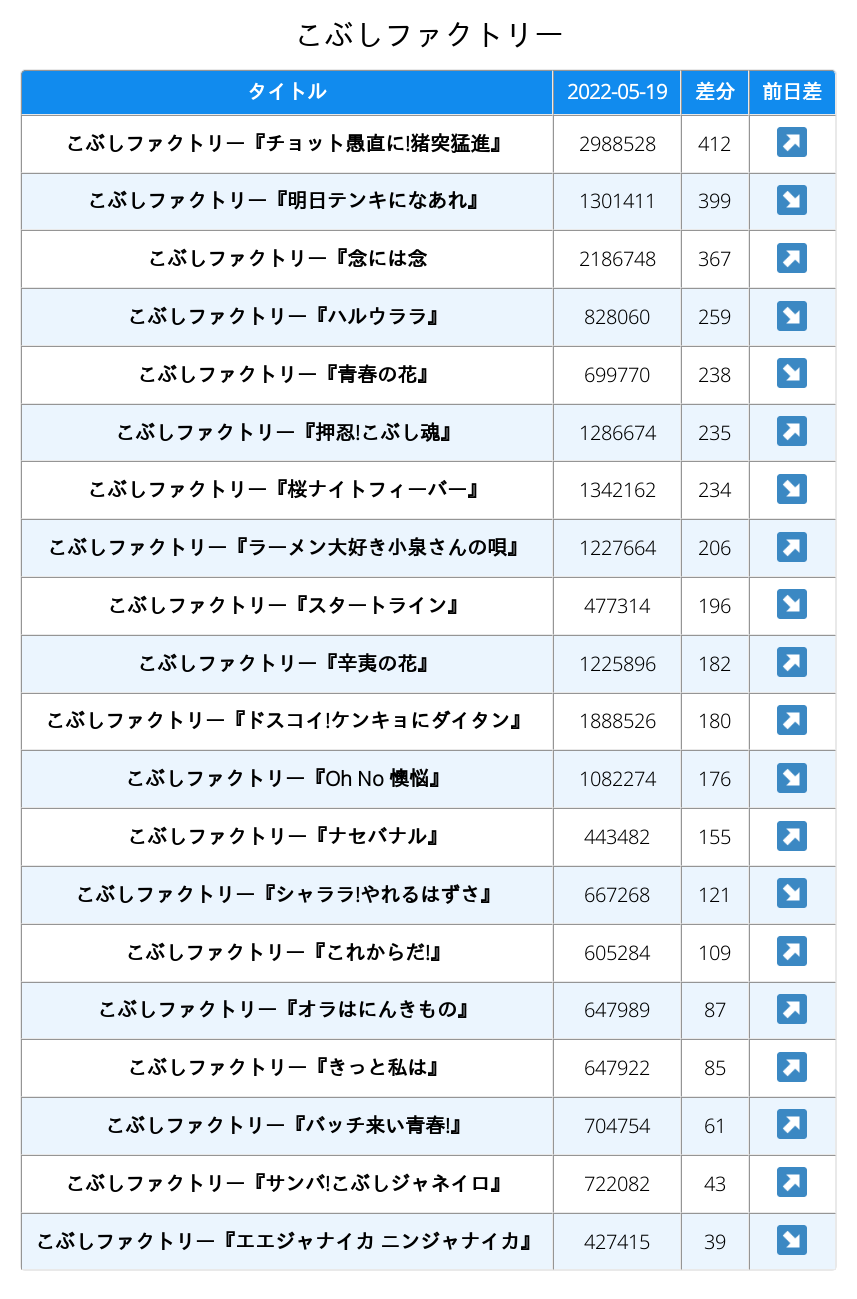 こぶしファクトリー
タイトル 2022-05-19 差分 前日差
こぶしファクトリー『チョット愚直に!猪突猛進』 2988528 412 ↗
こぶしファクトリー『明日テンキになあれ』 1301411 399 ↘
こぶしファクトリー『念には念 2186748 367 ↗
こぶしファクトリー『ハルウララ』 828060 259 ↘
こぶしファクトリー『青春の花』 699770 238 ↘
こぶしファクトリー『押忍!こぶし魂』 1286674 235 ↗
こぶしファクトリー『桜ナイトフィーバー』 1342162 234 ↘
こぶしファクトリー『ラーメン大好き小泉さんの唄』 1227664 206 ↗
こぶしファクトリー『スタートライン』 477314 196 ↘
こぶしファクトリー『辛夷の花』 1225896 182 ↗
こぶしファクトリー『ドスコイ!ケンキョにダイタン』 1888526 180 ↗
こぶしファクトリー『Oh No 懊悩』 1082274 176 ↘
こぶしファクトリー『ナセバナル』 443482 155 ↗
こぶしファクトリー『シャララ!やれるはずさ』 667268 121 ↘
こぶしファクトリー『これからだ!』 605284 109 ↗
こぶしファクトリー『オラはにんきもの』 647989 87 ↗
こぶしファクトリー『きっと私は』 647922 85 ↗
こぶしファクトリー『バッチ来い青春!』 704754 61 ↗
こぶしファクトリー『サンバ!こぶしジャネイロ』 722082 43 ↗
こぶしファクトリー『エエジャナイカ ニンジャナイカ』 427415 39 ↘